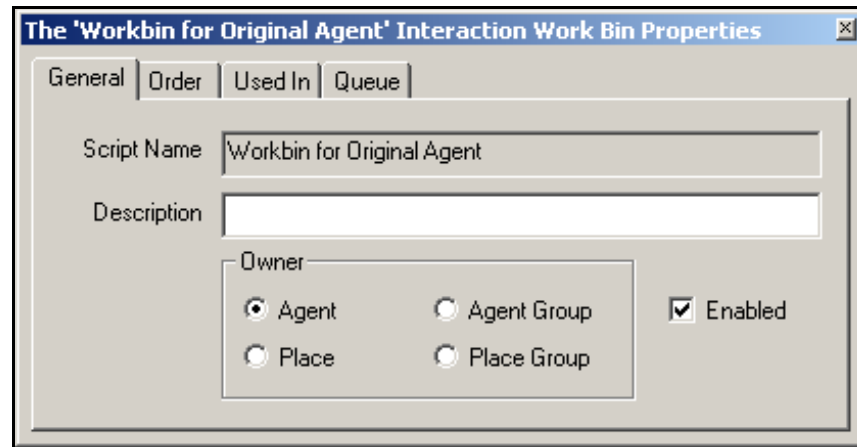 The 'Workbin for Original Agent' Interaction Work Bin Properties
General Order Used In Queue
Script Name Workbin for Original Agent
Description
Owner
Agent Agent Group Enabled
Place Place Group